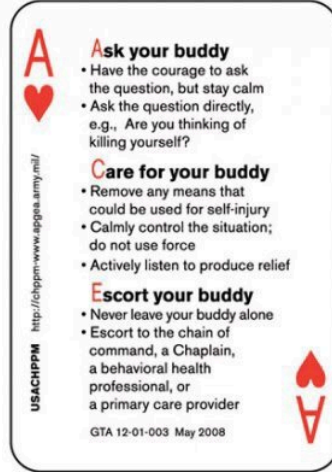 A
Ask your buddy
• Have the courage to ask
the question, but stay calm
• Ask the question directly,
e.g., Are you thinking of
killing yourself?
Care for your buddy
• Remove any means that
could be used for self-injury
• Calmly control the situation;
do not use force
• Actively listen to produce relief
Escort your buddy
• Never leave your buddy alone
• Escort to the chain of
command, a Chaplain,
a behavioral health
professional, or
a primary care provider
GTA 12-01-003 May 2008
USACHPPM http://chppm-www.apgea.army.mil/
A